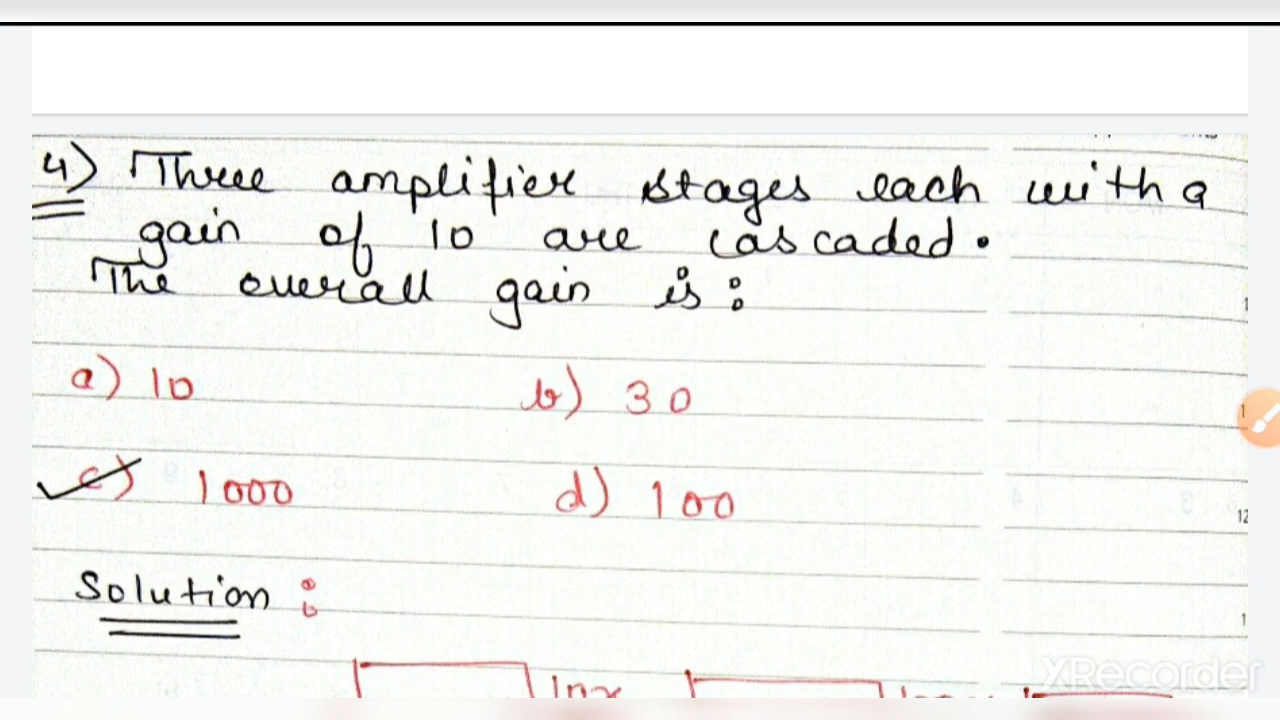 4) Three amplifier stages each with a
gain of 10 are cascaded.
The overall gain is:
a) 10 b) 30
c) 1000 d) 100
Solution:
XRecorder